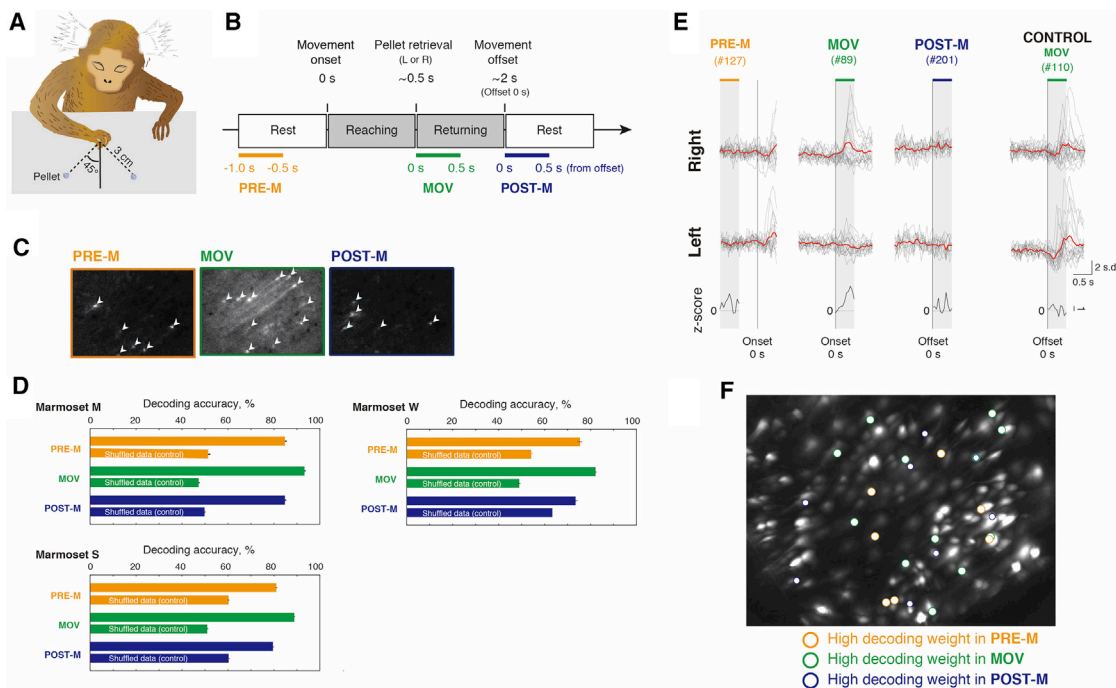 A
Pellet
45°
3 cm
B
Movement onset
0 s
Pellet retrieval
(L or R)
~0.5 s
Movement offset
~2 s
(Offset 0 s)
Rest
Reaching
Returning
Rest
-1.0 s
-0.5 s
PRE-M
0 s
0.5 s
MOV
0 s
0.5 s (from offset)
POST-M
C
PRE-M
MOV
POST-M
D
Marmoset M
Decoding accuracy, %
0 20 40 60 80 100
PRE-M
Shuffled data (control)
MOV
Shuffled data (control)
POST-M
Shuffled data (control)
Marmoset W
Decoding accuracy, %
0 20 40 60 80 100
PRE-M
Shuffled data (control)
MOV
Shuffled data (control)
POST-M
Shuffled data (control)
Marmoset S
Decoding accuracy, %
0 20 40 60 80 100
PRE-M
Shuffled data (control)
MOV
Shuffled data (control)
POST-M
Shuffled data (control)
E
PRE-M
(#127)
MOV
(#89)
POST-M
(#201)
CONTROL
MOV
(#110)
Right
Left
2 s.d
0.5 s
z-score
0
0
0
0
1
Onset
0 s
Onset
0 s
Offset
0 s
Offset
0 s
F
High decoding weight in PRE-M
High decoding weight in MOV
High decoding weight in POST-M